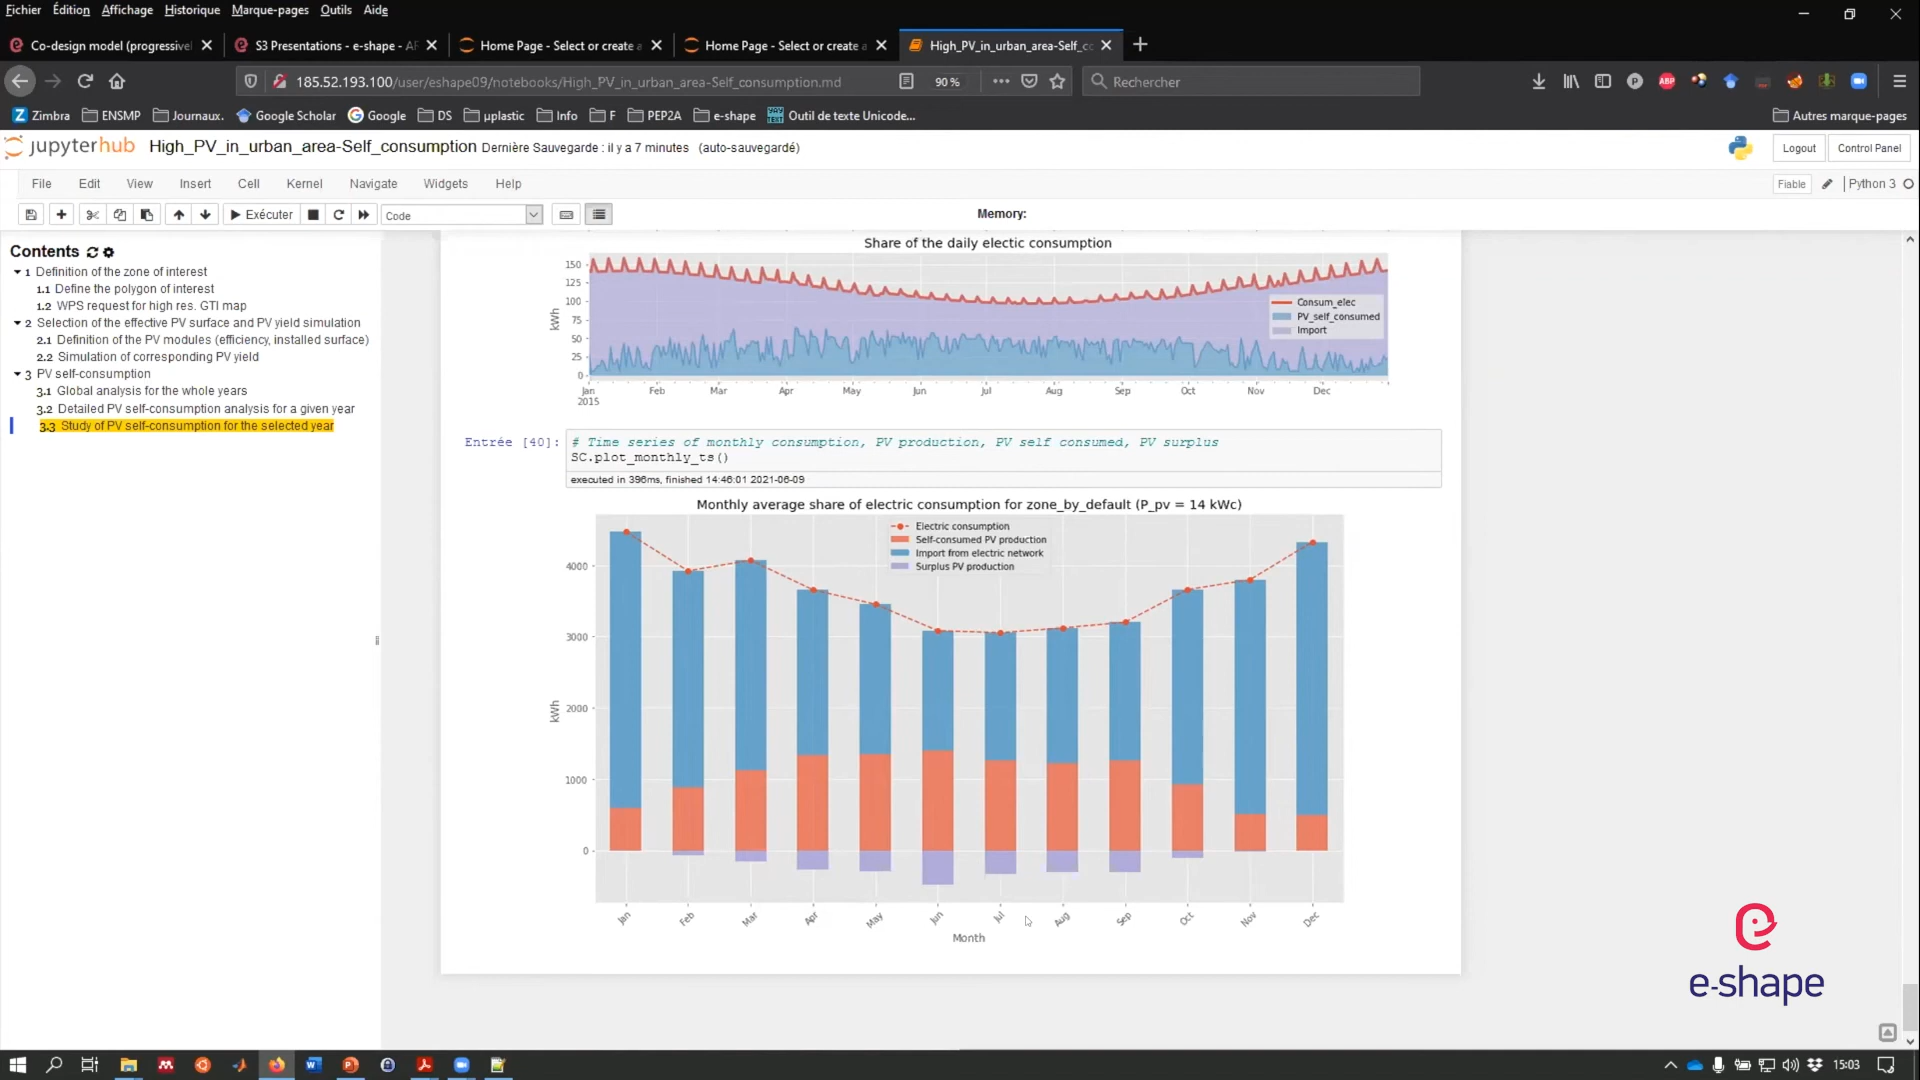 Fichier Édition Affichage Historique Marque-pages Outils Aide
Co-design model (progressivel
S3 Presentations - e-shape - AF
Home Page - Select or create a
Home Page - Select or create a
High_PV_in_urban_area-Self_co
185.52.193.100/user/eshape09/notebooks/High_PV_in_urban_area-Self_consumption.md
90 %
Rechercher
Zimbra ENSMP Journaux. Google Scholar Google DS µplastic Info F PEP2A e-shape Outil de texte Unicode...
Autres marque-pages
jupyterhub High_PV_in_urban_area-Self_consumption Dernière Sauvegarde : il y a 7 minutes (auto-sauvegardé)
Logout Control Panel
File Edit View Insert Cell Kernel Navigate Widgets Help
Fiable Python 3
Exécuter Code Memory:
Contents
1 Definition of the zone of interest
1.1 Define the polygon of interest
1.2 WPS request for high res. GTI map
2 Selection of the effective PV surface and PV yield simulation
2.1 Definition of the PV modules (efficiency, installed surface)
2.2 Simulation of corresponding PV yield
3 PV self-consumption
3.1 Global analysis for the whole years
3.2 Detailed PV self-consumption analysis for a given year
3.3 Study of PV self-consumption for the selected year
Share of the daily electic consumption
150
125
100
75
50
25
0
kWh
Consum_elec
PV_self_consumed
Import
Jan Feb Mar Apr May Jun Jul Aug Sep Oct Nov Dec
2015
Entrée [40]:
# Time series of monthly consumption, PV production, PV self consumed, PV surplus
SC.plot_monthly_ts()
executed in 396ms, finished 14:46:01 2021-06-09
Monthly average share of electric consumption for zone_by_default (P_pv = 14 kWc)
Electric consumption
Self-consumed PV production
Import from electric network
Surplus PV production
4000
3000
2000
1000
0
kWh
Jan Feb Mar Apr May Jun Jul Aug Sep Oct Nov Dec
Month
e-shape
15:03